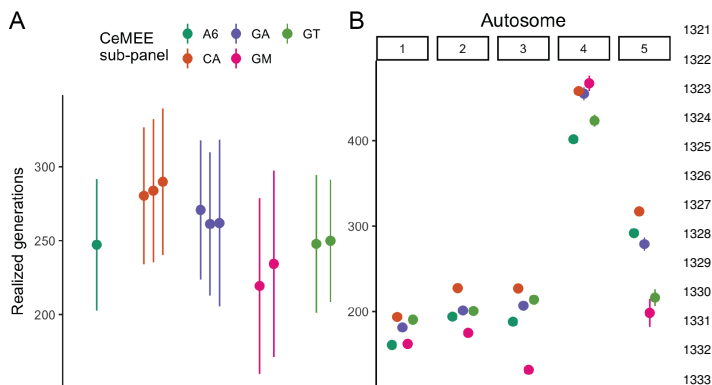 A
CeMEE
sub-panel
A6
GA
GT
CA
GM
Realized generations
300
250
200
B
Autosome
1
2
3
4
5
400
300
200
1321
1322
1323
1324
1325
1326
1327
1328
1329
1330
1331
1332
1333